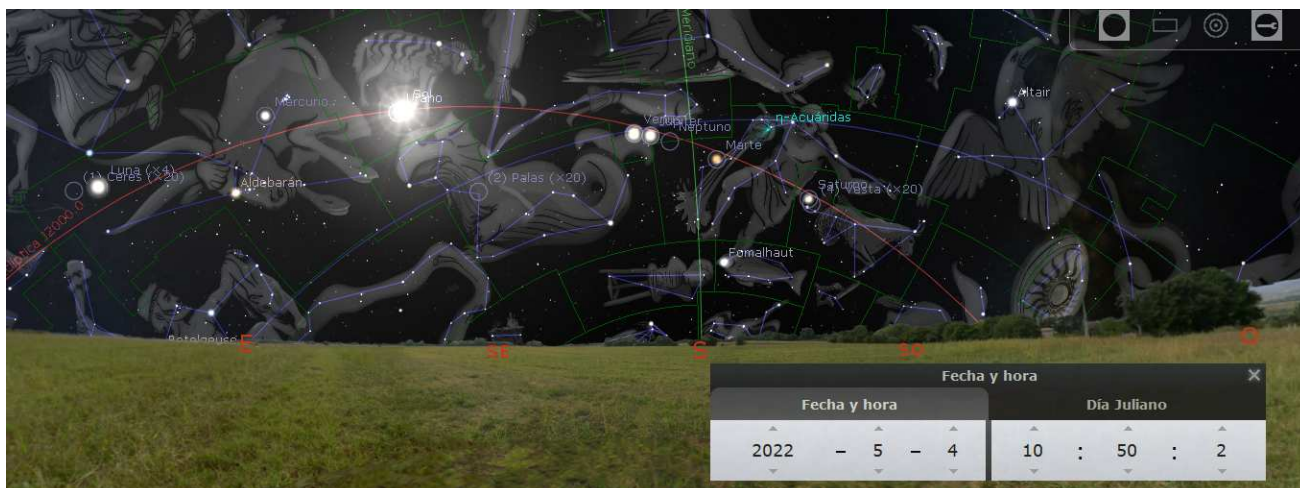 Meridiano
Sol
Urano
Mercurio
Altair
η-Acuáridas
Venus
Júpiter
Neptuno
Marte
Luna (×4)
(1) Ceres (×20)
Aldebarán
(2) Palas (×20)
Saturno
(4) Vesta (×20)
Eclíptica J2000.0
Fomalhaut
Betelgeuse
E
SE
S
SO
O
Fecha y hora ×
Fecha y hora
Día Juliano
2022 – 5 – 4
10 : 50 : 2